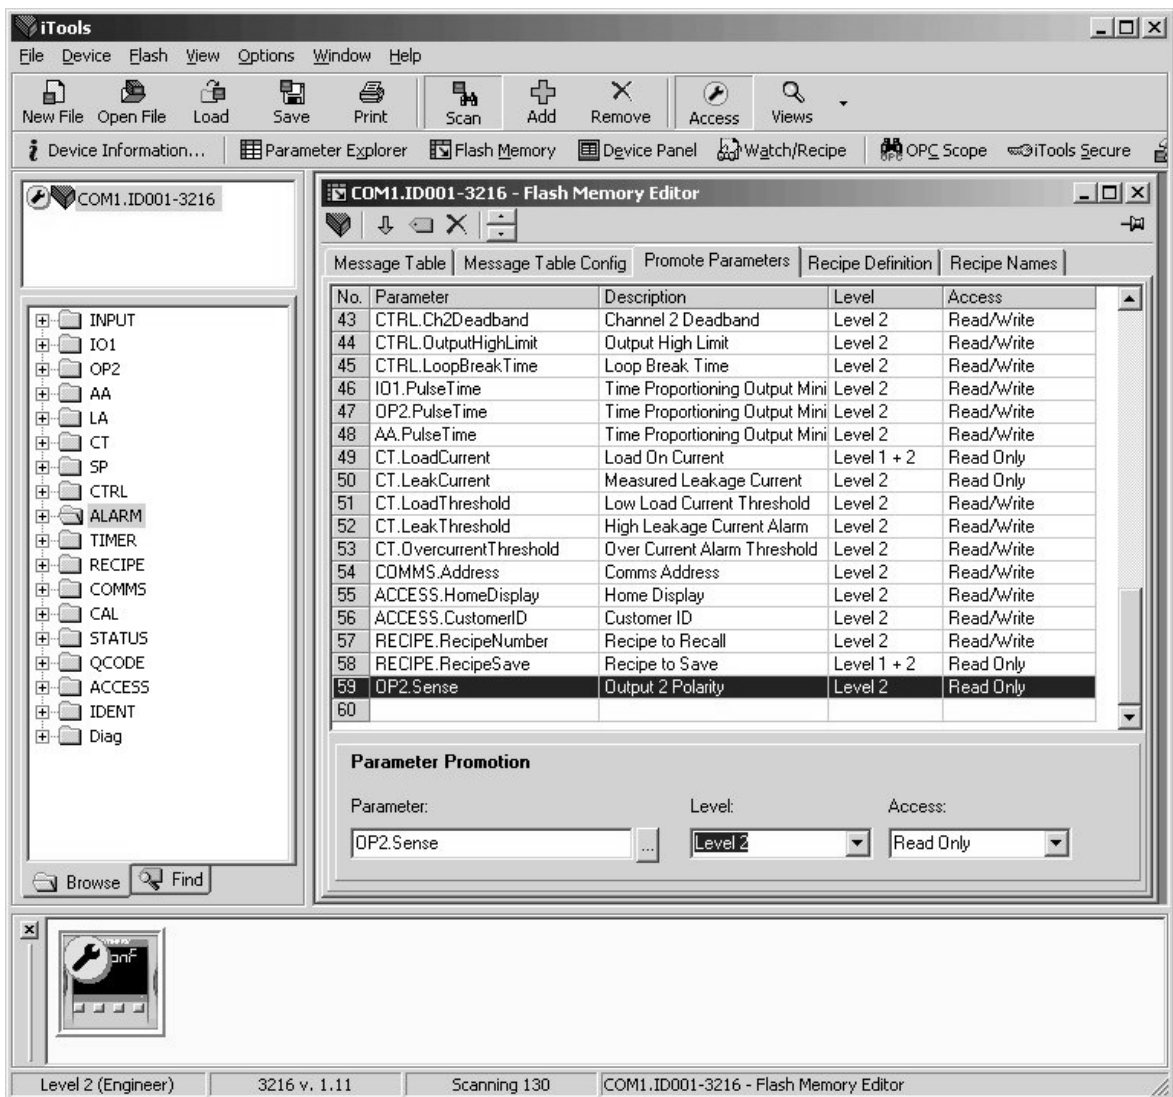 iTools
File Device Flash View Options Window Help
New File Open File Load Save Print Scan Add Remove Access Views
Device Information... Parameter Explorer Flash Memory Device Panel Watch/Recipe OPC Scope iTools Secure
COM1.ID001-3216
INPUT
IO1
OP2
AA
LA
CT
SP
CTRL
ALARM
TIMER
RECIPE
COMMS
CAL
STATUS
QCODE
ACCESS
IDENT
Diag
Browse Find
COM1.ID001-3216 - Flash Memory Editor
Message Table Message Table Config Promote Parameters Recipe Definition Recipe Names
No. Parameter Description Level Access
43 CTRL.Ch2Deadband Channel 2 Deadband Level 2 Read/Write
44 CTRL.OutputHighLimit Output High Limit Level 2 Read/Write
45 CTRL.LoopBreakTime Loop Break Time Level 2 Read/Write
46 IO1.PulseTime Time Proportioning Output Mini Level 2 Read/Write
47 OP2.PulseTime Time Proportioning Output Mini Level 2 Read/Write
48 AA.PulseTime Time Proportioning Output Mini Level 2 Read/Write
49 CT.LoadCurrent Load On Current Level 1 + 2 Read Only
50 CT.LeakCurrent Measured Leakage Current Level 2 Read Only
51 CT.LoadThreshold Low Load Current Threshold Level 2 Read/Write
52 CT.LeakThreshold High Leakage Current Alarm Level 2 Read/Write
53 CT.OvercurrentThreshold Over Current Alarm Threshold Level 2 Read/Write
54 COMMS.Address Comms Address Level 2 Read/Write
55 ACCESS.HomeDisplay Home Display Level 2 Read/Write
56 ACCESS.CustomerID Customer ID Level 2 Read/Write
57 RECIPE.RecipeNumber Recipe to Recall Level 2 Read/Write
58 RECIPE.RecipeSave Recipe to Save Level 1 + 2 Read Only
59 OP2.Sense Output 2 Polarity Level 2 Read Only
60
Parameter Promotion
Parameter: Level: Access:
OP2.Sense ... Level 2 Read Only
Level 2 (Engineer) 3216 v. 1.11 Scanning 130 COM1.ID001-3216 - Flash Memory Editor